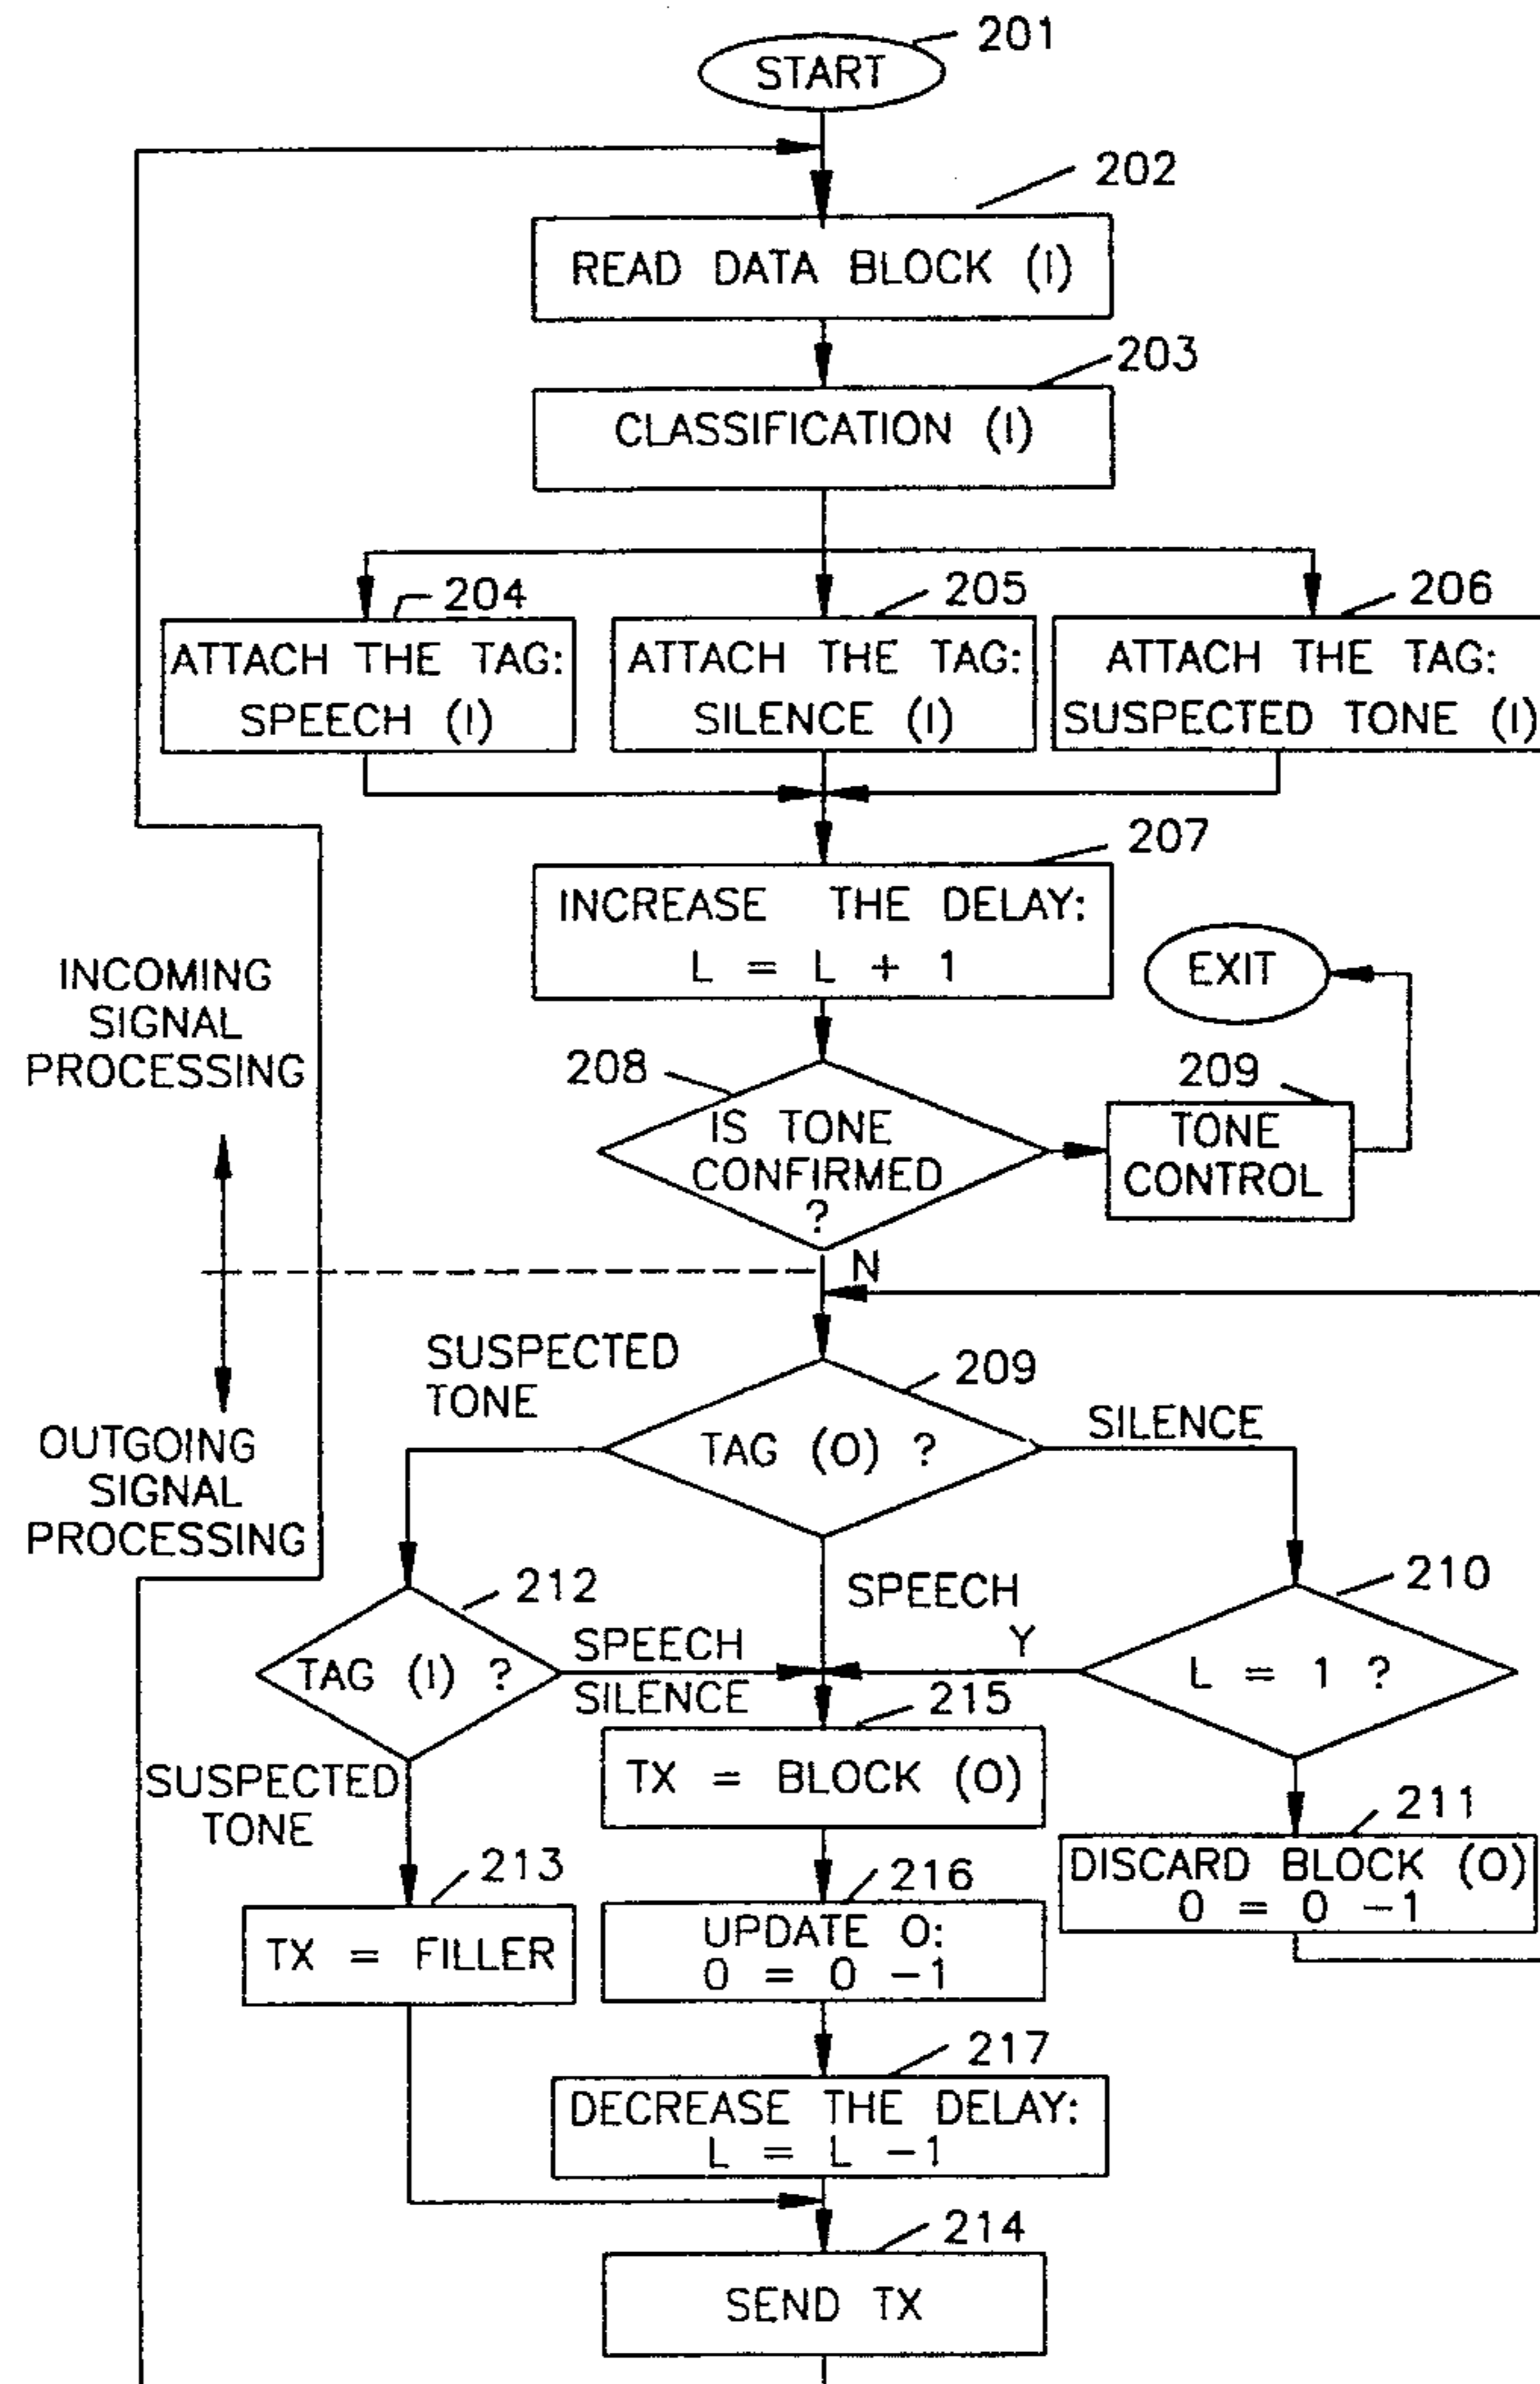 START
201
202
READ DATA BLOCK (I)
203
CLASSIFICATION (I)
204
ATTACH THE TAG:
SPEECH (I)
205
ATTACH THE TAG:
SILENCE (I)
206
ATTACH THE TAG:
SUSPECTED TONE (I)
207
INCREASE THE DELAY:
L = L + 1
EXIT
INCOMING
SIGNAL
PROCESSING
208
IS TONE
CONFIRMED
?
209
TONE
CONTROL
N
OUTGOING
SIGNAL
PROCESSING
SUSPECTED
TONE
209
TAG (O) ?
SILENCE
212
TAG (I) ?
SPEECH
SILENCE
SPEECH
Y
210
L = 1 ?
SUSPECTED
TONE
215
TX = BLOCK (O)
211
DISCARD BLOCK (O)
O = O -1
213
TX = FILLER
216
UPDATE O:
O = O -1
217
DECREASE THE DELAY:
L = L -1
214
SEND TX